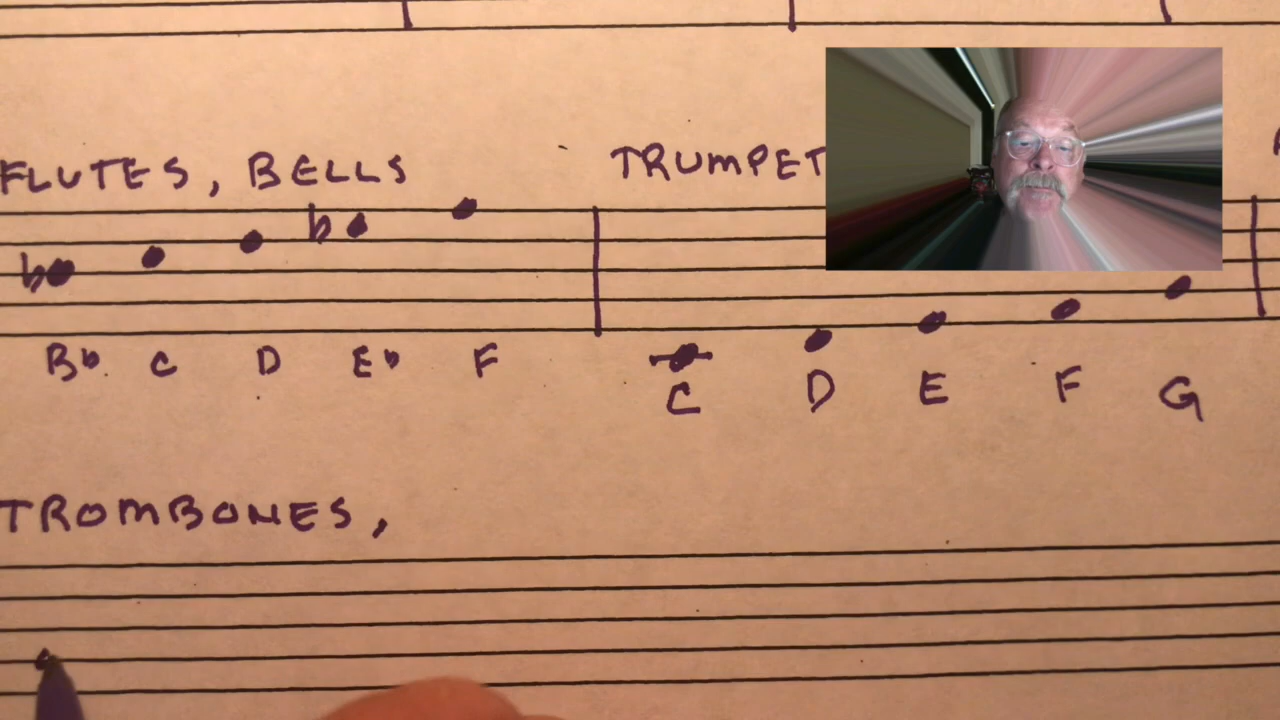 FLUTES, BELLS TRUMPET
B♭ C D E♭ F C D E F G
TROMBONES,